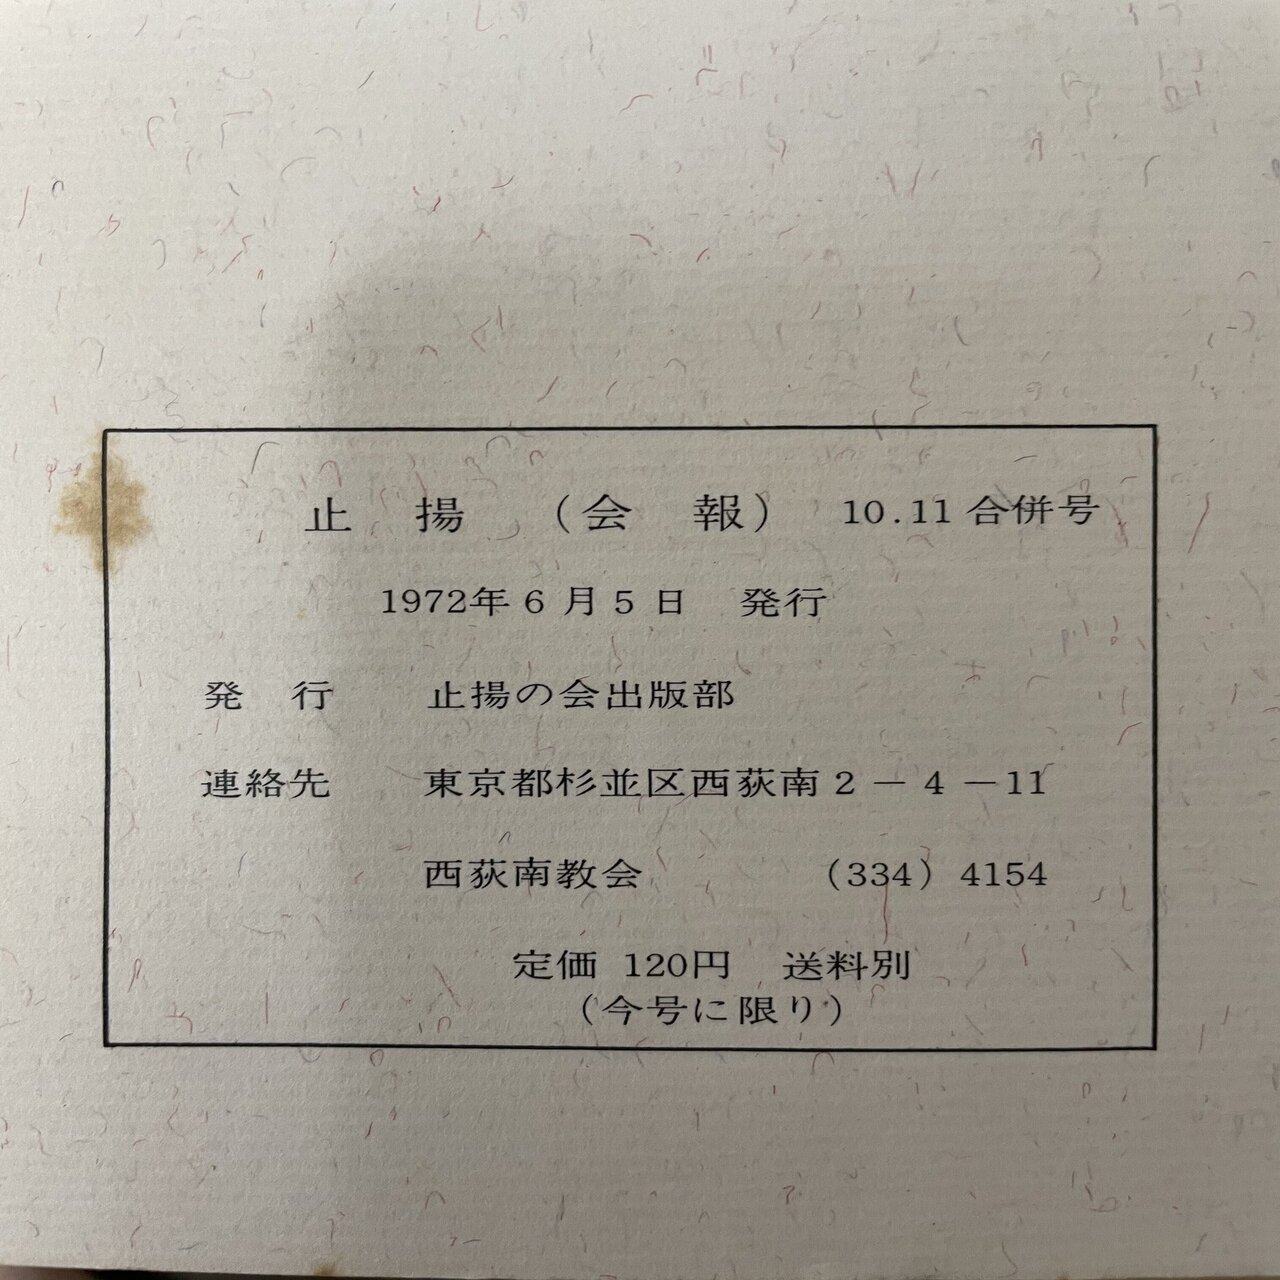 止 揚 （会 報） 10.11 合併号
1972年 6 月 5 日 発行
発 行 止揚の会出版部
連絡先 東京都杉並区西荻南 2 － 4 －11
西荻南教会 （334）4154
定価 120円 送料別
（今号に限り）